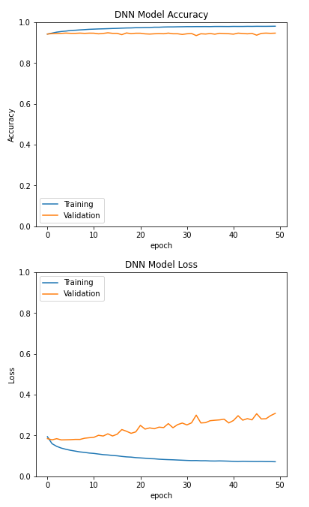 DNN Model Accuracy
1.0
0.8
0.6
0.4
0.2
0.0
Accuracy
Training
Validation
0 10 20 30 40 50
epoch
DNN Model Loss
1.0
0.8
0.6
0.4
0.2
0.0
Loss
Training
Validation
0 10 20 30 40 50
epoch